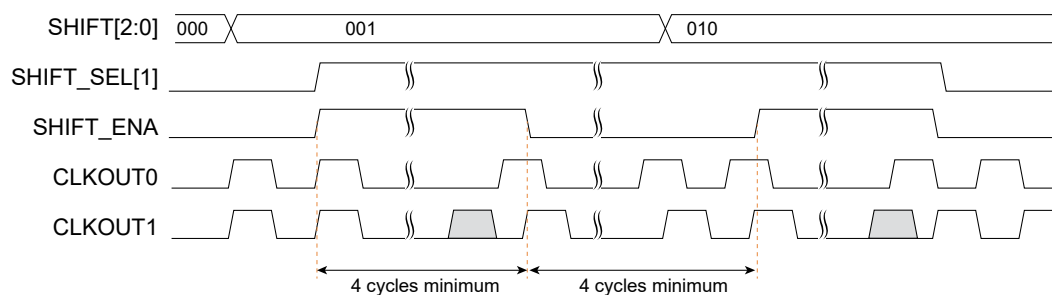 SHIFT[2:0] 000 001 010
SHIFT_SEL[1]
SHIFT_ENA
CLKOUT0
CLKOUT1
4 cycles minimum 4 cycles minimum